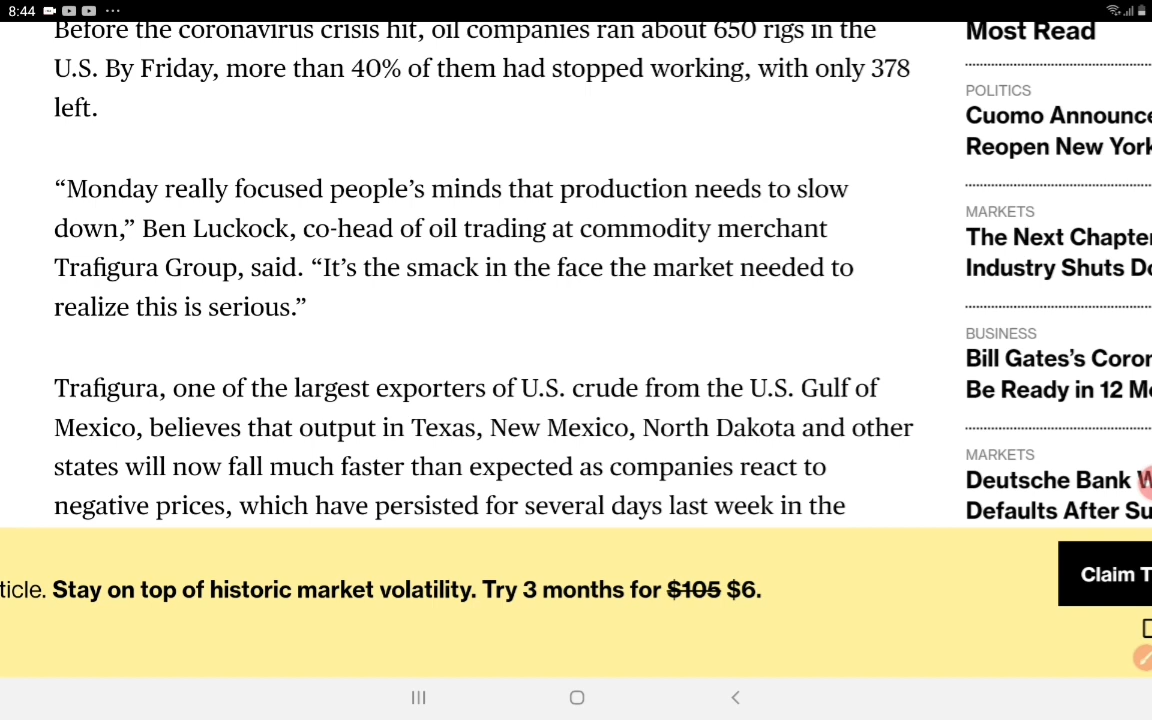 8:44
Before the coronavirus crisis hit, oil companies ran about 650 rigs in the
U.S. By Friday, more than 40% of them had stopped working, with only 378
left.
“Monday really focused people’s minds that production needs to slow
down,” Ben Luckock, co-head of oil trading at commodity merchant
Trafigura Group, said. “It’s the smack in the face the market needed to
realize this is serious.”
Trafigura, one of the largest exporters of U.S. crude from the U.S. Gulf of
Mexico, believes that output in Texas, New Mexico, North Dakota and other
states will now fall much faster than expected as companies react to
negative prices, which have persisted for several days last week in the
Most Read
POLITICS
Cuomo Announce
Reopen New York
MARKETS
The Next Chapter
Industry Shuts Do
BUSINESS
Bill Gates’s Coron
Be Ready in 12 Mo
MARKETS
Deutsche Bank W
Defaults After Su
ticle. Stay on top of historic market volatility. Try 3 months for $105 $6.
Claim T